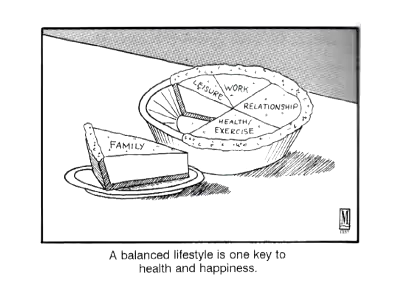 LEISURE
WORK
RELATIONSHIP
HEALTH/
EXERCISE
FAMILY
M
A balanced lifestyle is one key to
health and happiness.